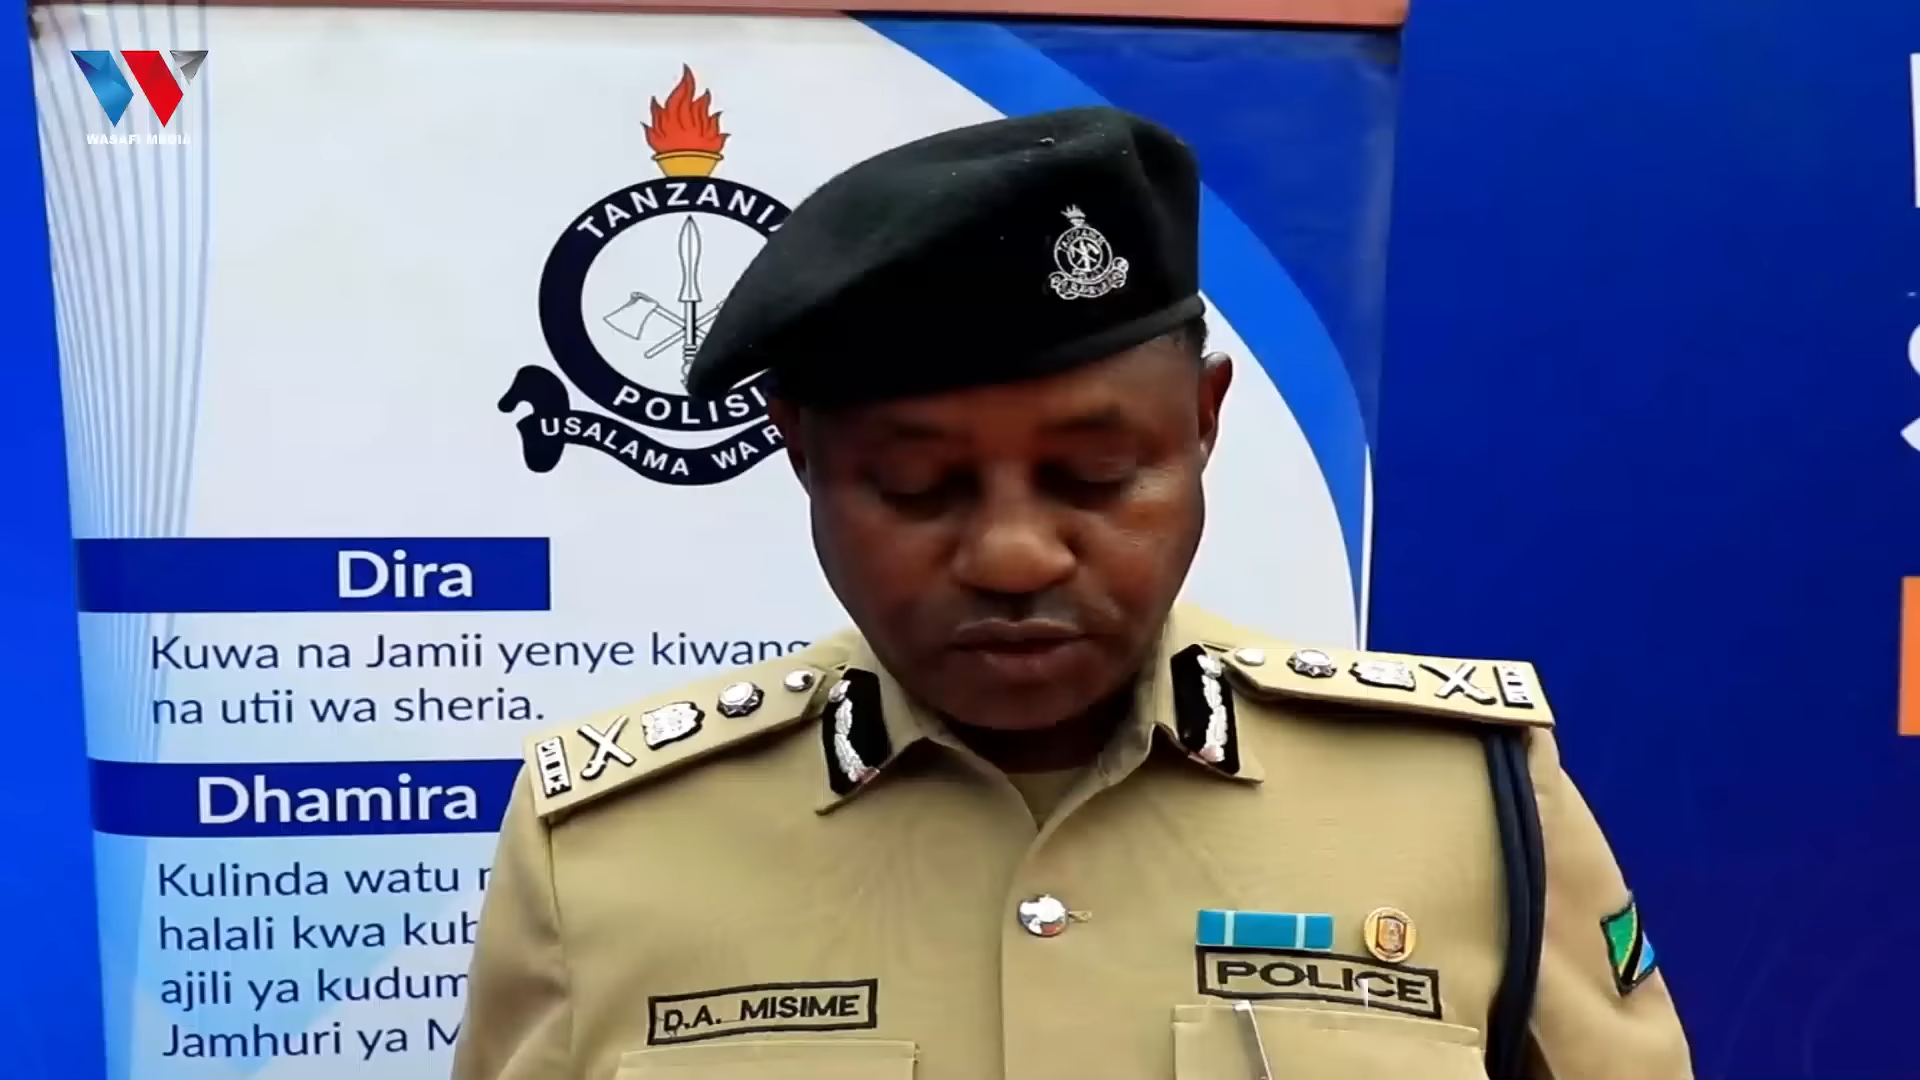 WASAFI MEDIA
TANZANIA
POLISI
USALAMA WA R
Dira
Kuwa na Jamii yenye kiwang
na utii wa sheria.
Dhamira
Kulinda watu
halali kwa kub
ajili ya kudum
Jamhuri ya M
D.A. MISIME
POLICE